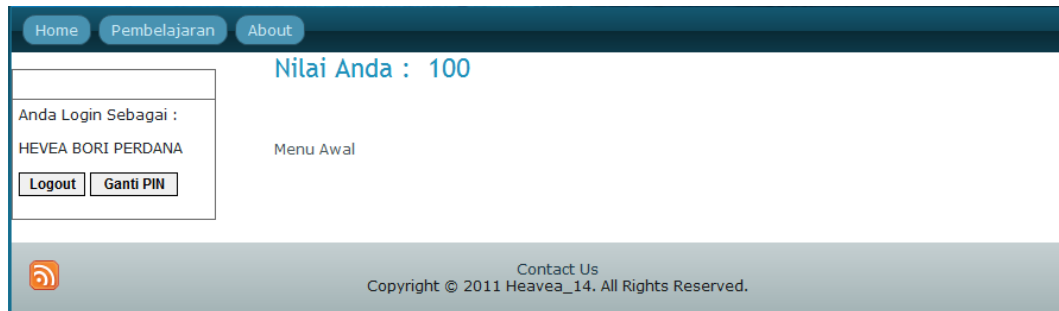 Home Pembelajaran About
Nilai Anda : 100
Anda Login Sebagai :
HEVEA BORI PERDANA
Menu Awal
Logout Ganti PIN
Contact Us
Copyright © 2011 Heavea_14. All Rights Reserved.